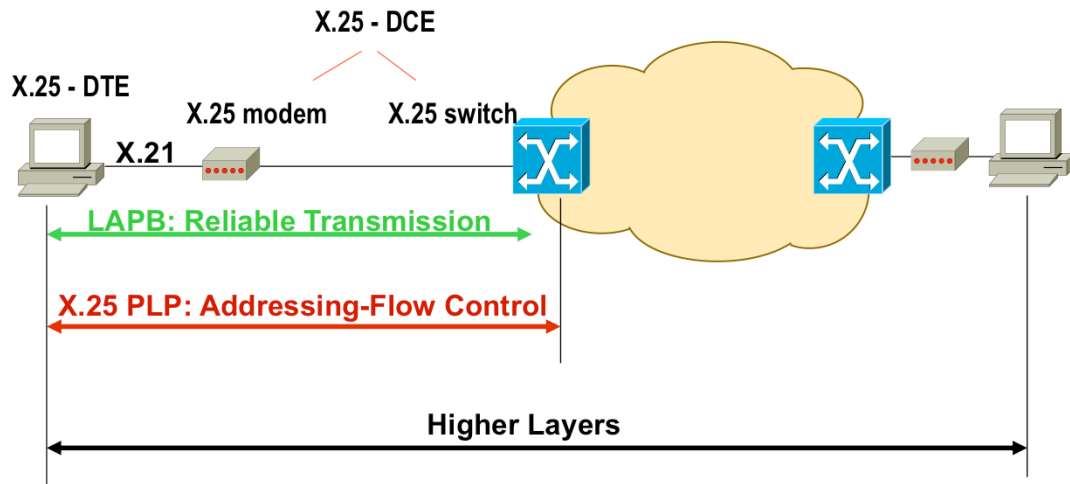 X.25 - DCE
X.25 - DTE
X.25 modem
X.25 switch
X.21
LAPB: Reliable Transmission
X.25 PLP: Addressing-Flow Control
Higher Layers